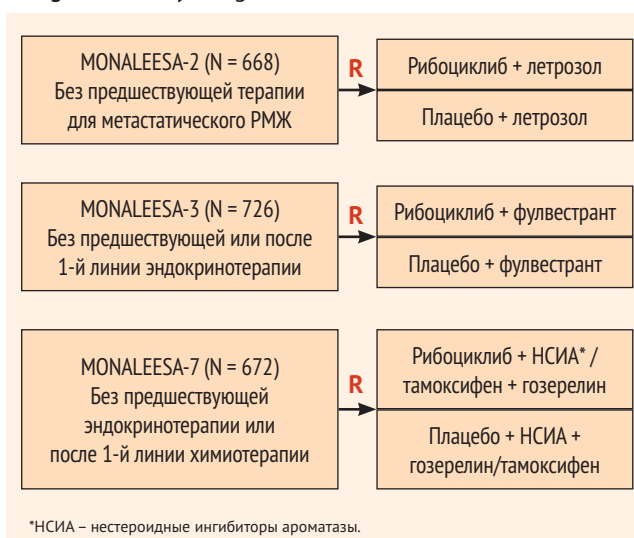 MONALEESA-2 (N = 668)
Без предшествующей терапии
для метастатического РМЖ
R
Рибоциклиб + летрозол
Плацебо + летрозол
MONALEESA-3 (N = 726)
Без предшествующей или после
1-й линии эндокринотерапии
R
Рибоциклиб + фулвестрант
Плацебо + фулвестрант
MONALEESA-7 (N = 672)
Без предшествующей
эндокринотерапии или
после 1-й линии химиотерапии
R
Рибоциклиб + НСИА* /
тамоксифен + гозерелин
Плацебо + НСИА +
гозерелин/тамоксифен
*НСИА – нестероидные ингибиторы ароматазы.